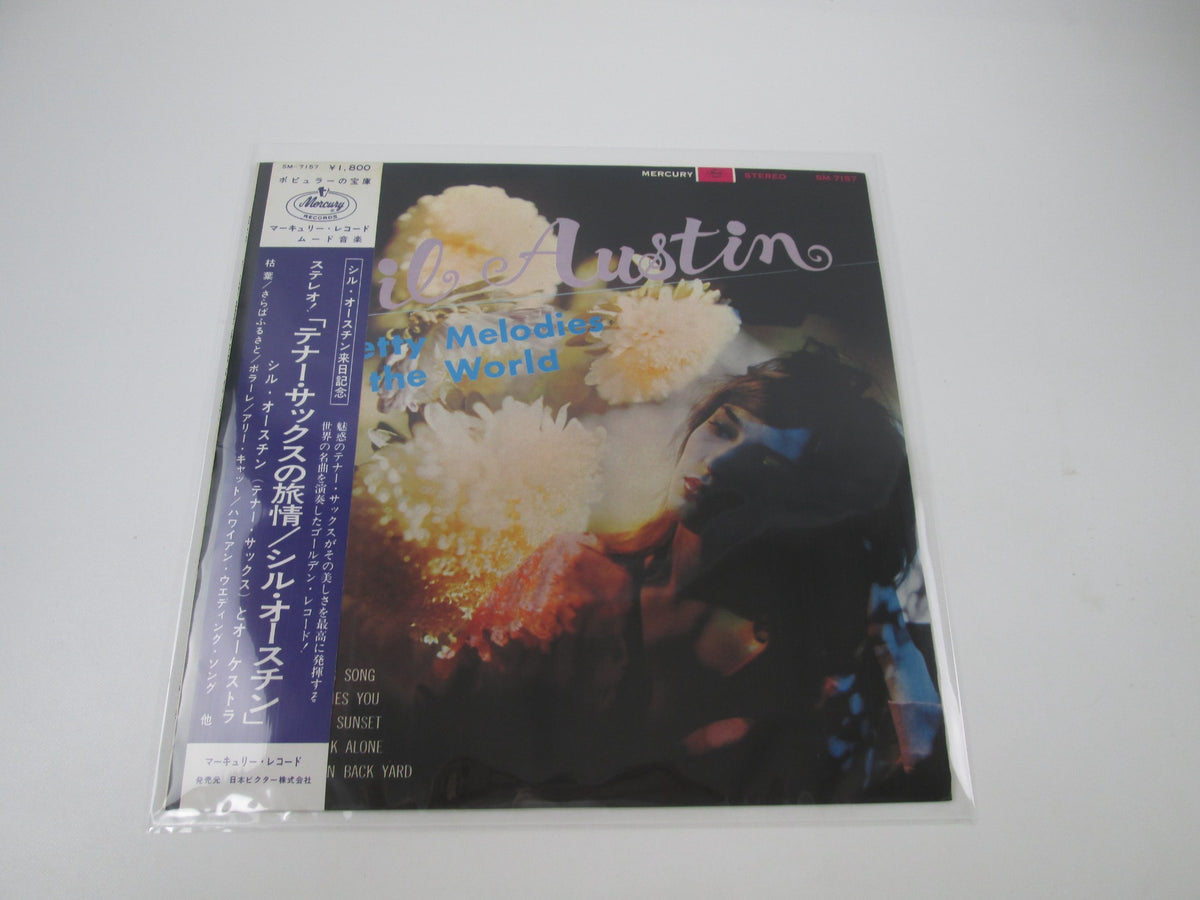 SM-7157 ¥1,800
ポピュラーの宝庫
Mercury
RECORDS
マーキュリー・レコード
ムード音楽
シル・オースチン来日記念
魅惑のテナー・サックスがその美しさを最高に発揮する。
世界の名曲を演奏したゴールデン・レコード!
ステレオ!「テナー・サックスの旅情/シル・オースチン」
シル・オースチン(テナー・サックス)とオーケストラ
枯葉/さらばふるさと/ボラーレ/アリー・キャット/ハワイアン・ウエディング・ソング 他
マーキュリー・レコード
発売元 日本ビクター株式会社
MERCURY STEREO SM-7157
il Austin
etty Melodies
the World
SONG
ES YOU
SUNSET
K ALONE
N BACK YARD